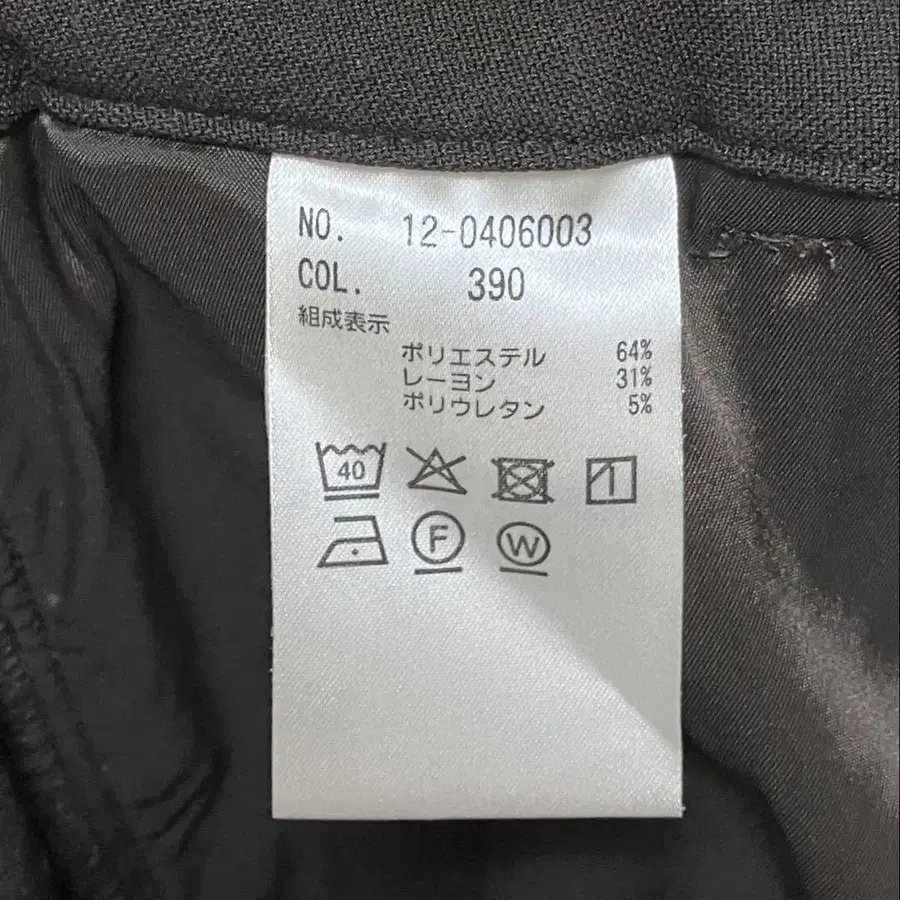 NO. 12-0406003
COL. 390
組成表示
ポリエステル 64%
レーヨン 31%
ポリウレタン 5%
40
F W